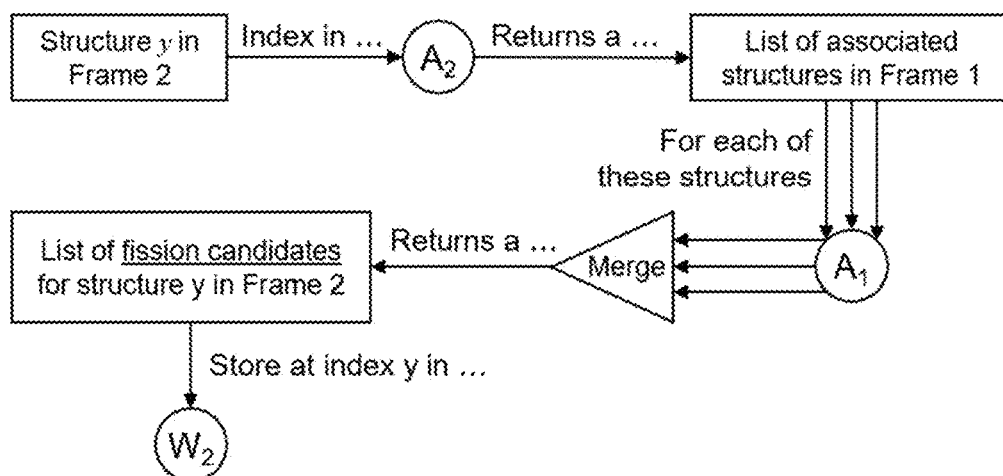 Structure y in
Frame 2
Index in ...
A₂
Returns a ...
List of associated
structures in Frame 1
For each of
these structures
A₁
Merge
Returns a ...
List of fission candidates
for structure y in Frame 2
Store at index y in ...
W₂